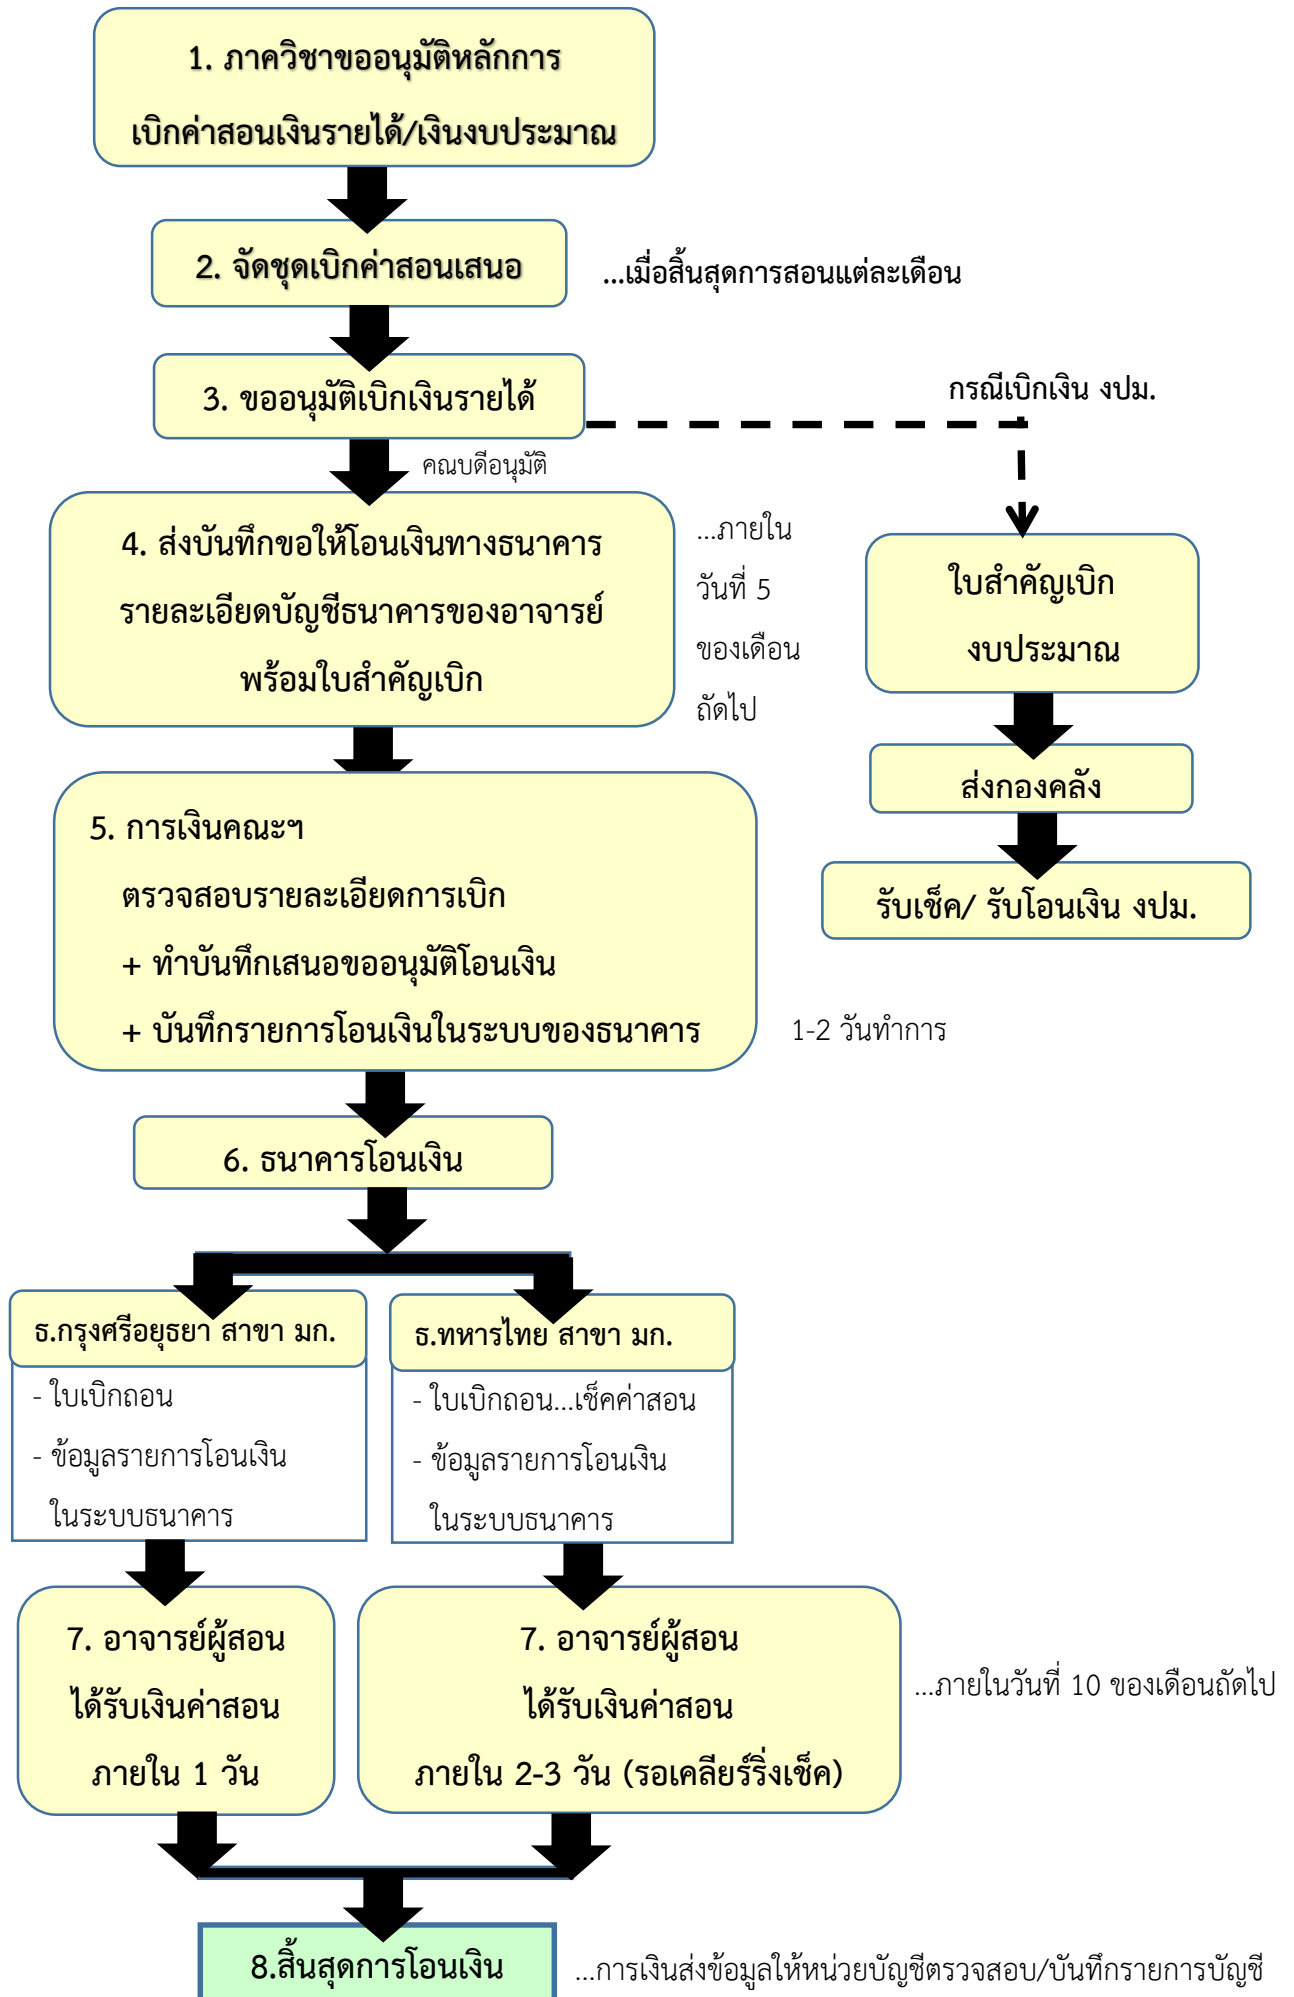 1. ภาควิชาขออนุมัติหลักการ
เบิกค่าสอนเงินรายได้/เงินงบประมาณ
2. จัดชุดเบิกค่าสอนเสนอ
...เมื่อสิ้นสุดการสอนแต่ละเดือน
3. ขออนุมัติเบิกเงินรายได้
กรณีเบิกเงิน งปม.
คณบดีอนุมัติ
4. ส่งบันทึกขอให้โอนเงินทางธนาคาร
รายละเอียดบัญชีธนาคารของอาจารย์
พร้อมใบสำคัญเบิก
...ภายใน
วันที่ 5
ของเดือน
ถัดไป
ใบสำคัญเบิก
งบประมาณ
ส่งกองคลัง
รับเช็ค/ รับโอนเงิน งปม.
5. การเงินคณะฯ
ตรวจสอบรายละเอียดการเบิก
+ ทำบันทึกเสนอขออนุมัติโอนเงิน
+ บันทึกรายการโอนเงินในระบบของธนาคาร
1-2 วันทำการ
6. ธนาคารโอนเงิน
ธ.กรุงศรีอยุธยา สาขา มก.
- ใบเบิกถอน
- ข้อมูลรายการโอนเงิน
ในระบบธนาคาร
ธ.ทหารไทย สาขา มก.
- ใบเบิกถอน...เช็คค่าสอน
- ข้อมูลรายการโอนเงิน
ในระบบธนาคาร
7. อาจารย์ผู้สอน
ได้รับเงินค่าสอน
ภายใน 1 วัน
7. อาจารย์ผู้สอน
ได้รับเงินค่าสอน
ภายใน 2-3 วัน (รอเคลียร์ริ่งเช็ค)
...ภายในวันที่ 10 ของเดือนถัดไป
8.สิ้นสุดการโอนเงิน
...การเงินส่งข้อมูลให้หน่วยบัญชีตรวจสอบ/บันทึกรายการบัญชี